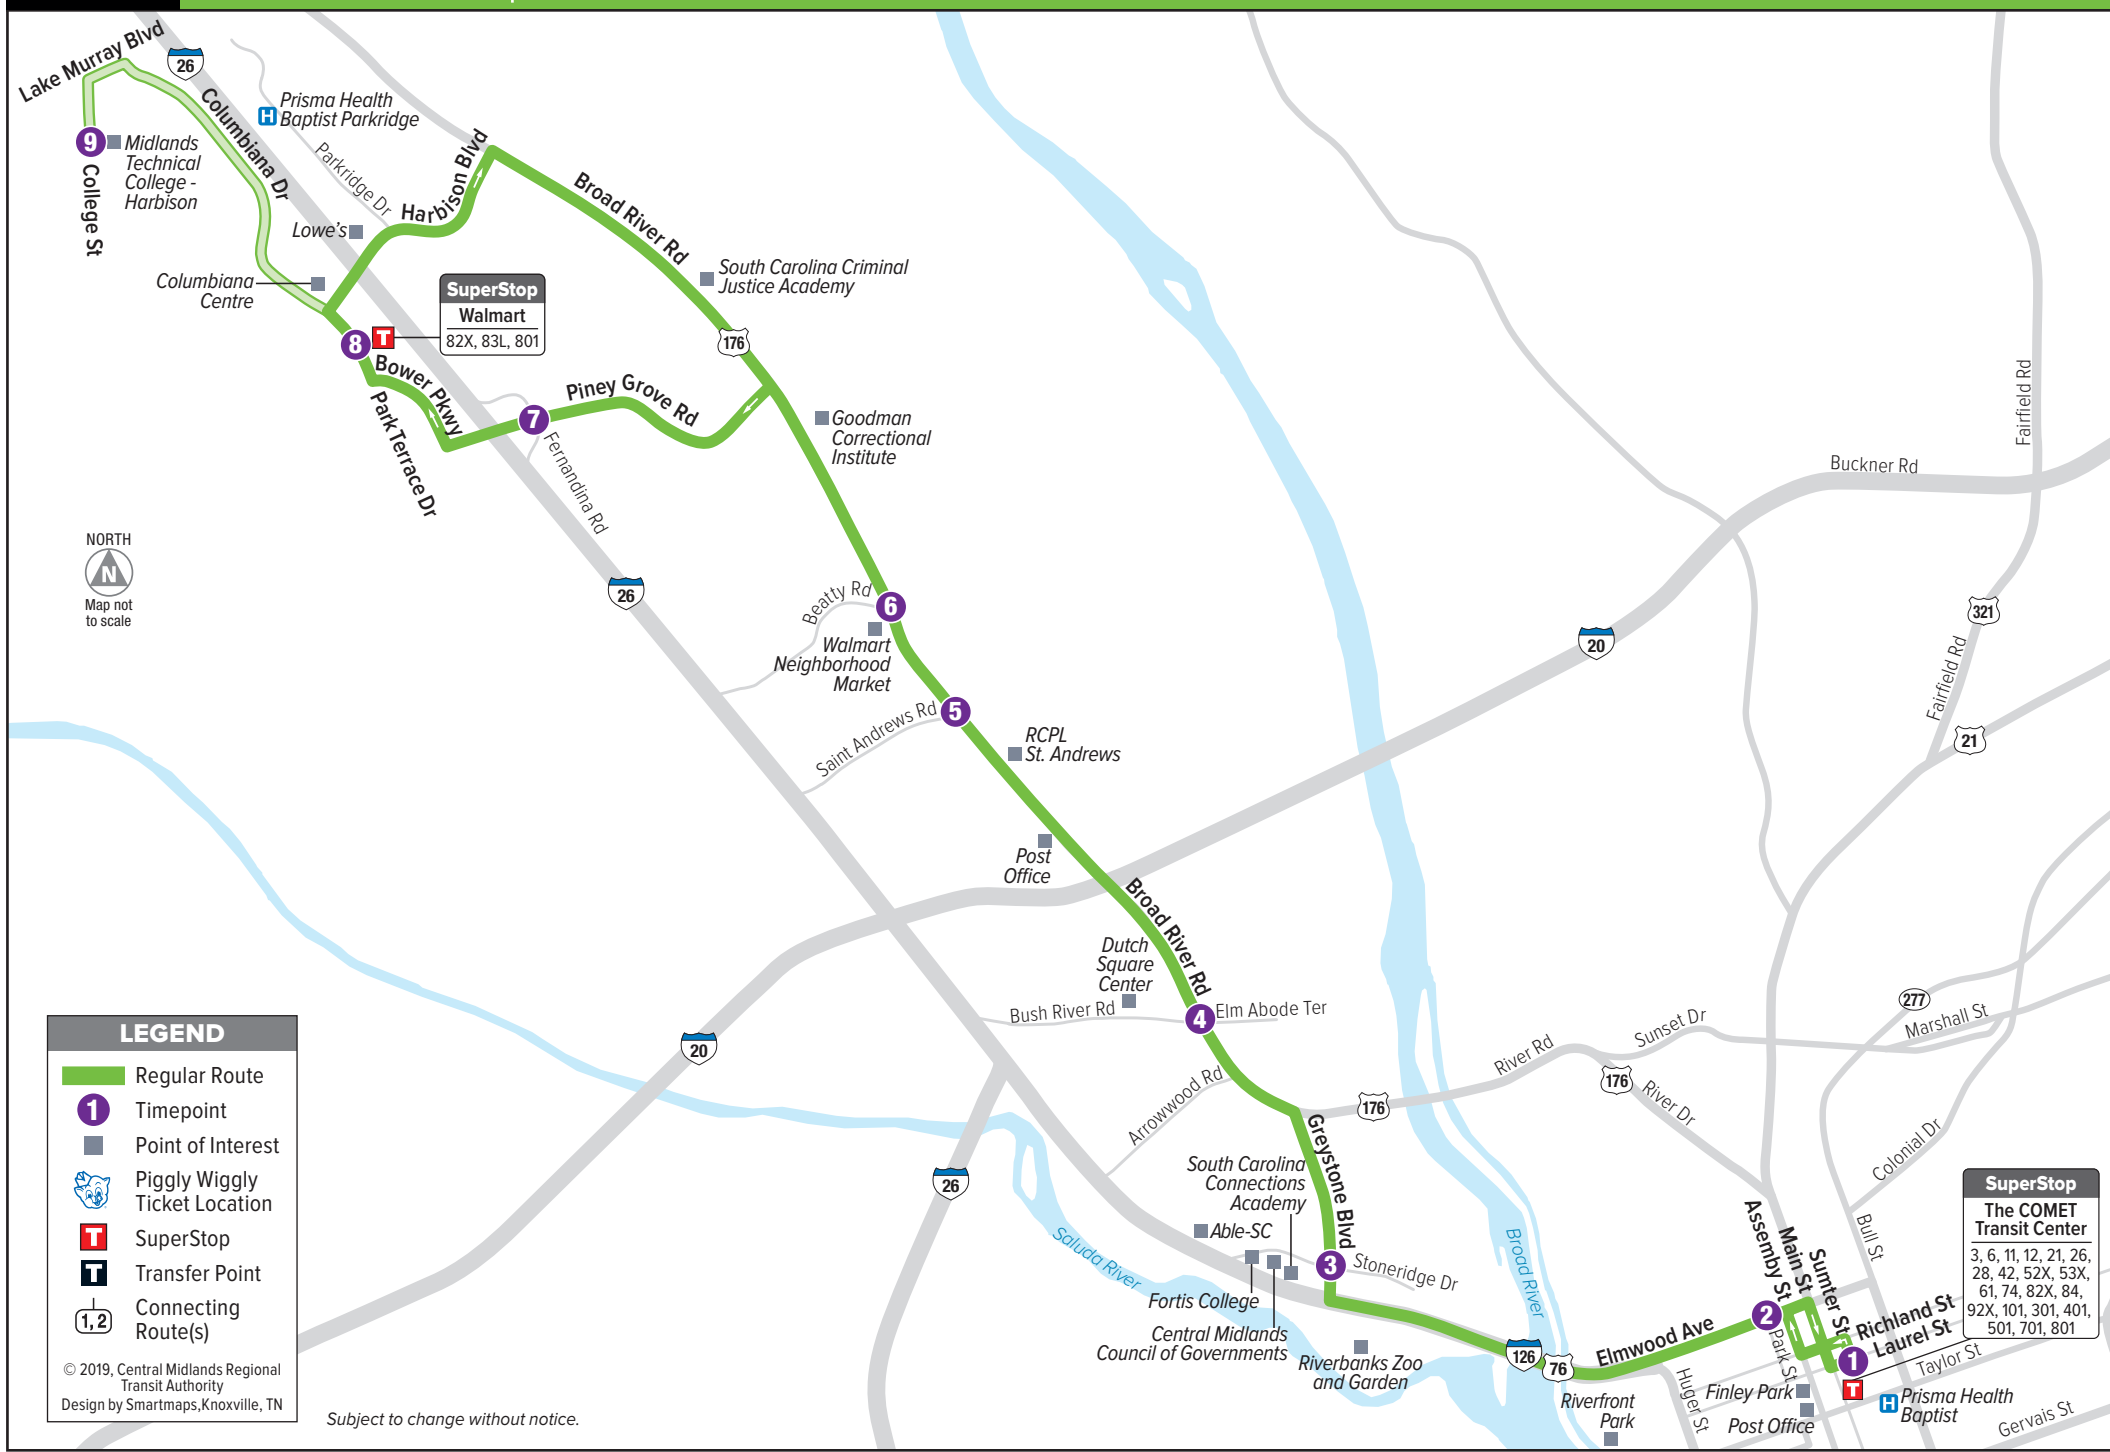 Lake Murray Blvd
26
Columbiana Dr
Prisma Health
Baptist Parkridge
Parkridge Dr
9
Midlands
Technical
College -
Harbison
College St
Harbison Blvd
Broad River Rd
Lowe's
Columbiana
Centre
South Carolina Criminal
Justice Academy
SuperStop
Walmart
82X, 83L, 801
8
T
176
Bower Pkwy
Park Terrace Dr
7
Piney Grove Rd
Fernandina Rd
Goodman
Correctional
Institute
Fairfield Rd
Buckner Rd
NORTH
N
Map not
to scale
26
Beatty Rd
6
Walmart
Neighborhood
Market
321
20
Fairfield Rd
21
Saint Andrews Rd
5
RCPL
St. Andrews
Post
Office
Broad River Rd
Dutch
Square
Center
Bush River Rd
4
Elm Abode Ter
277
Marshall St
Sunset Dr
River Rd
20
176
River Dr
Arrowwood Rd
176
Greystone Blvd
Colonial Dr
26
South Carolina
Connections
Academy
Able-SC
3
Stoneridge Dr
Saluda River
Broad River
Fortis College
Central Midlands
Council of Governments
Riverbanks Zoo
and Garden
126
76
Elmwood Ave
Riverfront
Park
Huger St
Assembly St
Main St
Sumter St
Bull St
2
Park St
Richland St
Laurel St
1
T
Taylor St
Finley Park
Post Office
Prisma Health
Baptist
Gervais St
SuperStop
The COMET
Transit Center
3, 6, 11, 12, 21, 26,
28, 42, 52X, 53X,
61, 74, 82X, 84,
92X, 101, 301, 401,
501, 701, 801
LEGEND
Regular Route
1 Timepoint
Point of Interest
Piggly Wiggly
Ticket Location
T SuperStop
T Transfer Point
1, 2 Connecting
Route(s)
© 2019, Central Midlands Regional
Transit Authority
Design by Smartmaps,Knoxville, TN
Subject to change without notice.
H
H